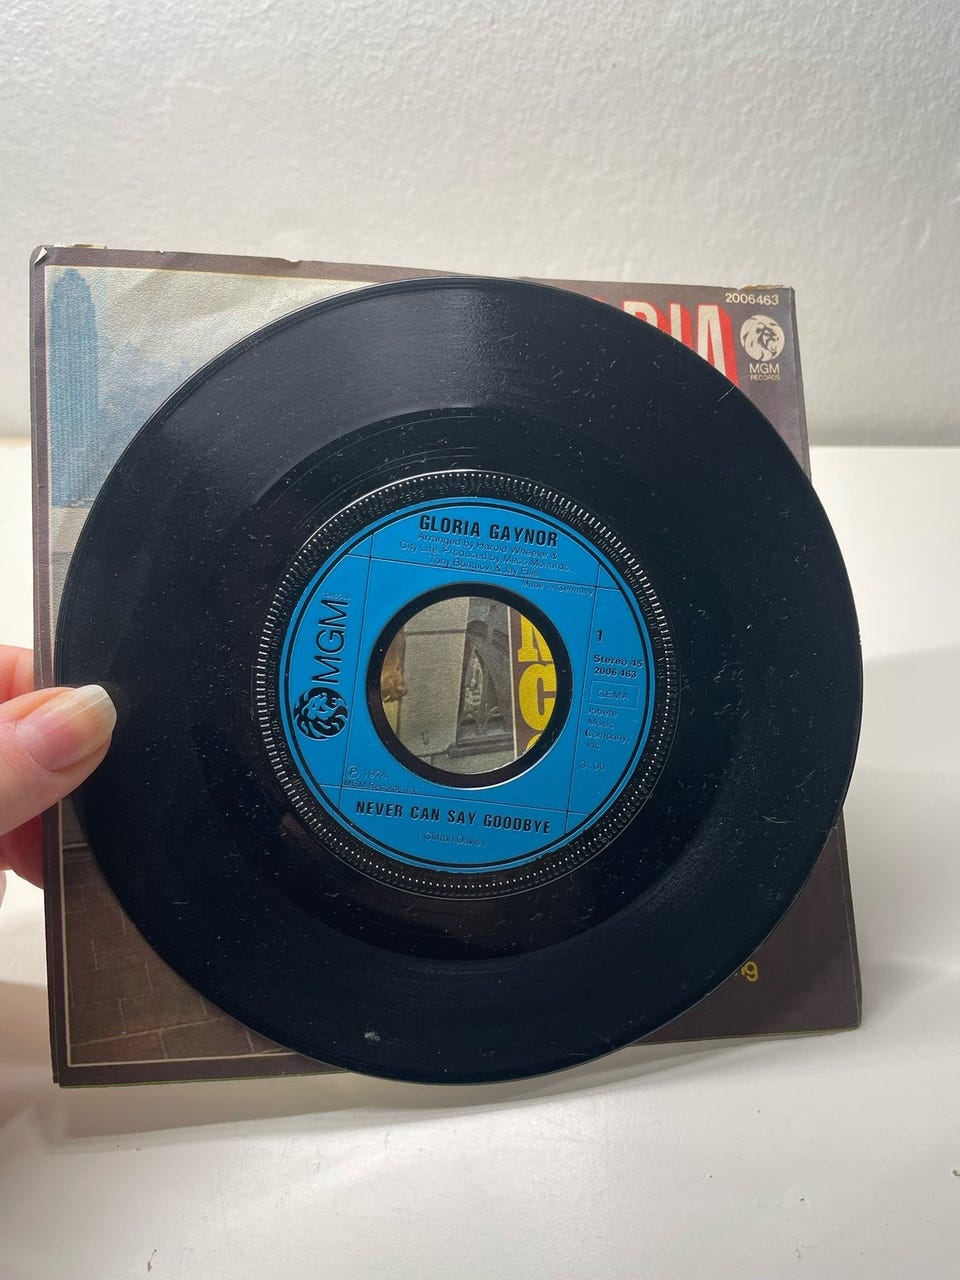 2006463
RIA
MGM
RECORDS
GLORIA GAYNOR
Arranged by Harold Wheeler &
City Life. Produced by Meco Monardo,
Tony Bongiovi, & Jay Ellis
Made in Germany
1
Stereo 45
2006 463
GEMA
Jobete
Music
Company,
Inc.
3.00
MGM
℗ 1974
MGM Records, Inc.
NEVER CAN SAY GOODBYE
(Clifton Davis)
N
C
ng